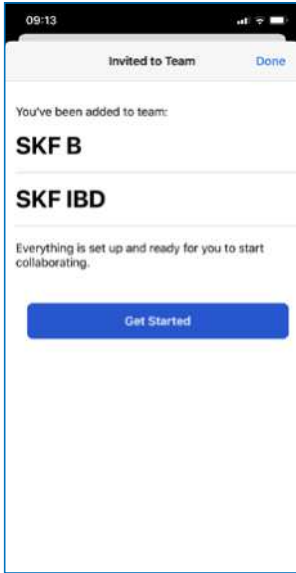 09:13
Invited to Team
Done
You've been added to team:
SKF B
SKF IBD
Everything is set up and ready for you to start
collaborating.
Get Started